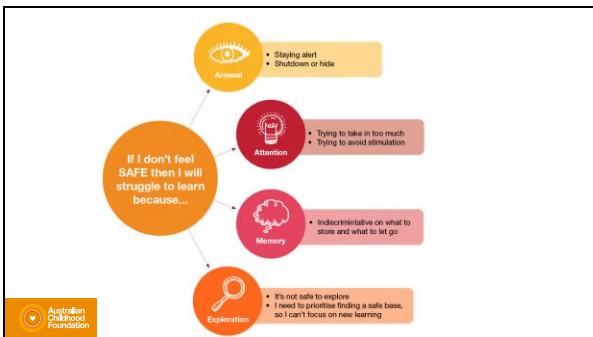 • Staying alert
• Shutdown or hide
Arousal
If I don't feel
SAFE then I will
struggle to learn
because...
• Trying to take in too much
• Trying to avoid stimulation
Attention
• Indiscrimintative on what to
store and what to let go
Memory
• It's not safe to explore
• I need to prioritise finding a safe base,
so I can't focus on new learning
Exploration
Australian
Childhood
Foundation